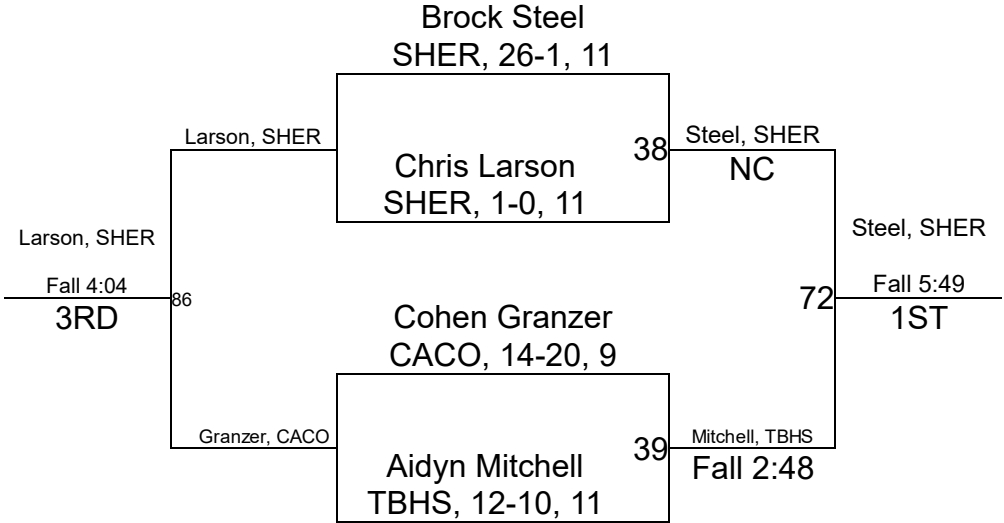 Brock Steel
SHER, 26-1, 11
Larson, SHER
38
Steel, SHER
NC
Chris Larson
SHER, 1-0, 11
Larson, SHER
Fall 4:04
3RD
86
Steel, SHER
72
Fall 5:49
1ST
Cohen Granzer
CACO, 14-20, 9
Granzer, CACO
39
Mitchell, TBHS
Fall 2:48
Aidyn Mitchell
TBHS, 12-10, 11